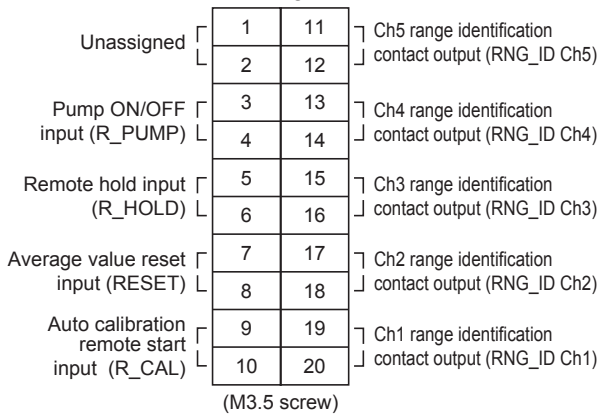 Unassigned
1 11
2 12
Ch5 range identification
contact output (RNG_ID Ch5)
Pump ON/OFF
input (R_PUMP)
3 13
4 14
Ch4 range identification
contact output (RNG_ID Ch4)
Remote hold input
(R_HOLD)
5 15
6 16
Ch3 range identification
contact output (RNG_ID Ch3)
Average value reset
input (RESET)
7 17
8 18
Ch2 range identification
contact output (RNG_ID Ch2)
Auto calibration
remote start
input (R_CAL)
9 19
10 20
Ch1 range identification
contact output (RNG_ID Ch1)
(M3.5 screw)